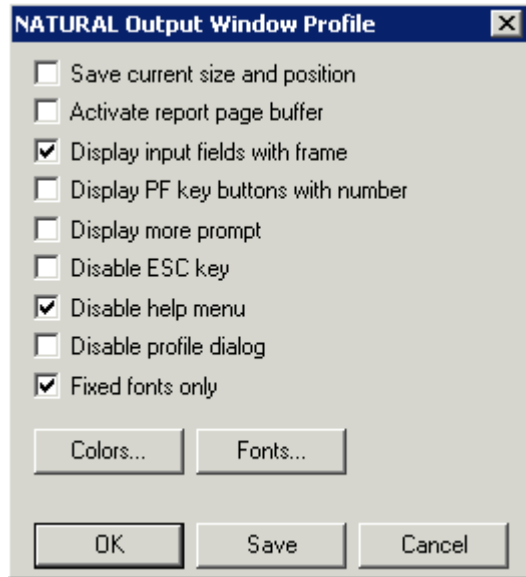 NATURAL Output Window Profile
Save current size and position
Activate report page buffer
Display input fields with frame
Display PF key buttons with number
Display more prompt
Disable ESC key
Disable help menu
Disable profile dialog
Fixed fonts only
Colors... Fonts...
OK Save Cancel